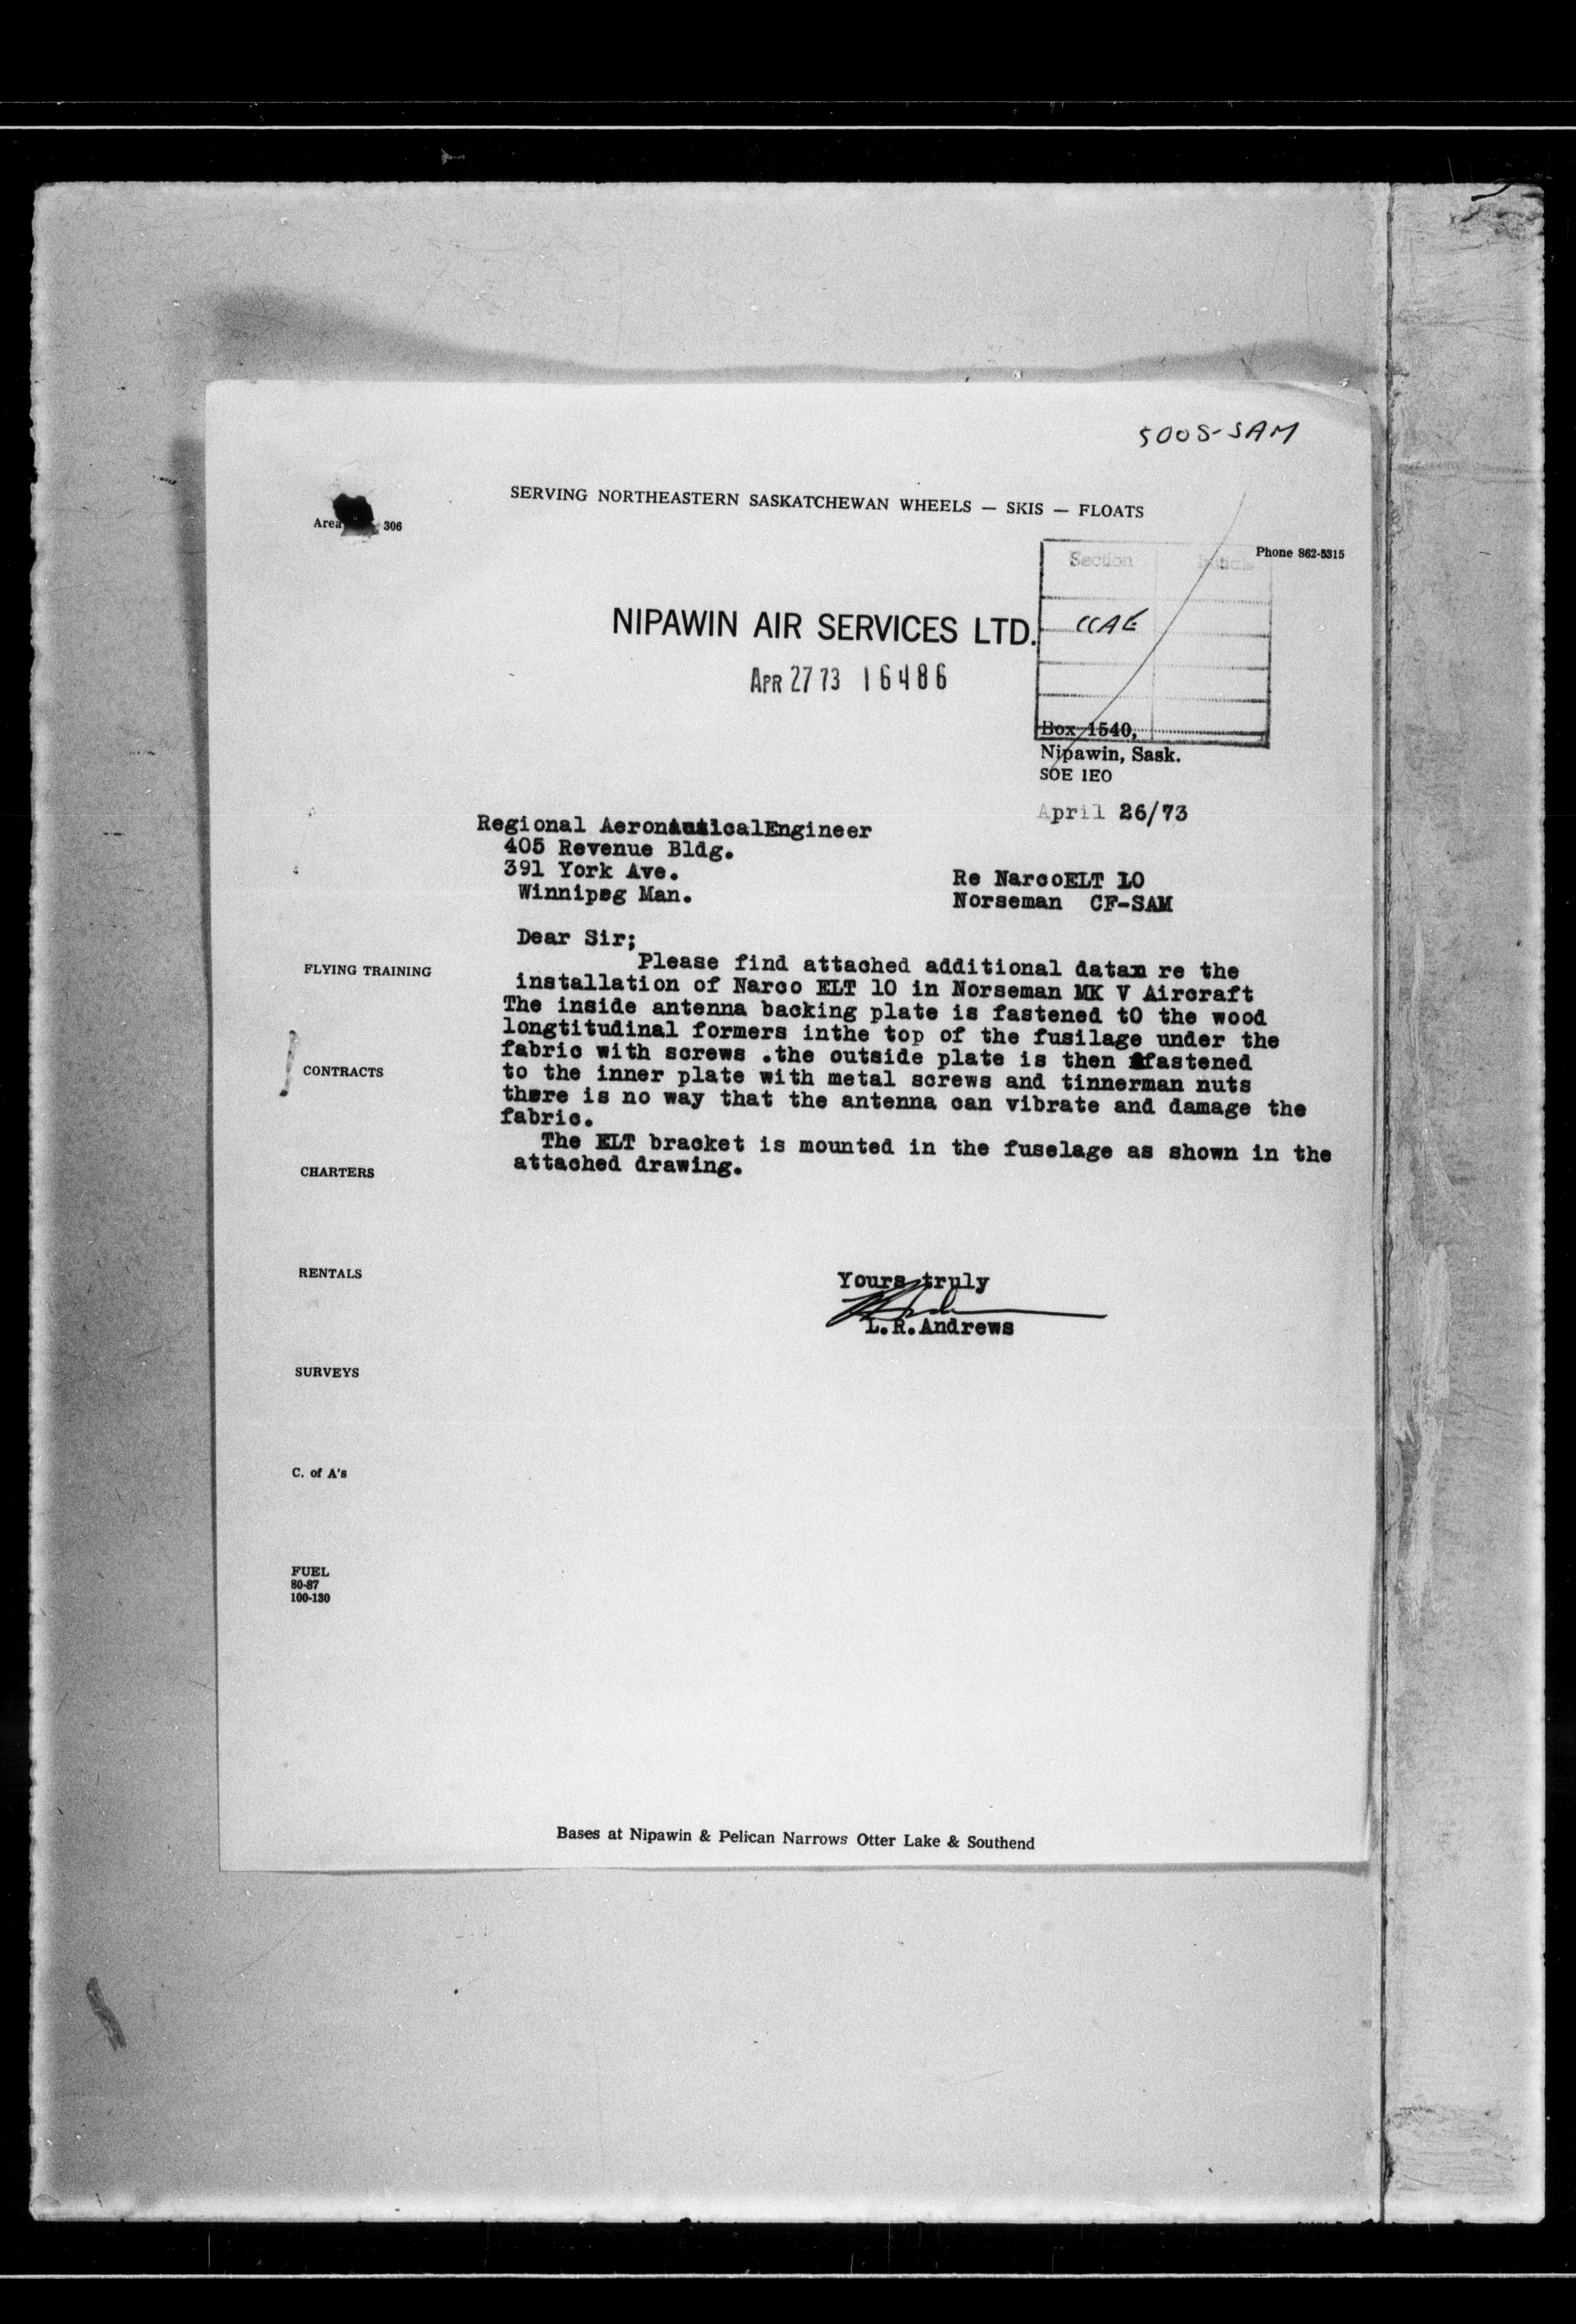 5008-SAM
SERVING NORTHEASTERN SASKATCHEWAN WHEELS — SKIS — FLOATS
Area 306
Phone 862-5315
Section Initials
NIPAWIN AIR SERVICES LTD.
CCAE
APR 27 73 16486
Box 1540,
Nipawin, Sask.
SOE 1EO
April 26/73
Regional AeronauticalEngineer
405 Revenue Bldg.
391 York Ave.
Winnipeg Man.
Re NarcoELT 10
Norseman CF-SAM
Dear Sir;
Please find attached additional datan re the
installation of Narco ELT 10 in Norseman MK V Aircraft
The inside antenna backing plate is fastened tO the wood
longtitudinal formers inthe top of the fusilage under the
fabric with screws .the outside plate is then fastened
to the inner plate with metal screws and tinnerman nuts
there is no way that the antenna can vibrate and damage the
fabric.
The ELT bracket is mounted in the fuselage as shown in the
attached drawing.
Yours truly
L.R.Andrews
FLYING TRAINING
CONTRACTS
CHARTERS
RENTALS
SURVEYS
C. of A's
FUEL
80-87
100-130
Bases at Nipawin & Pelican Narrows Otter Lake & Southend